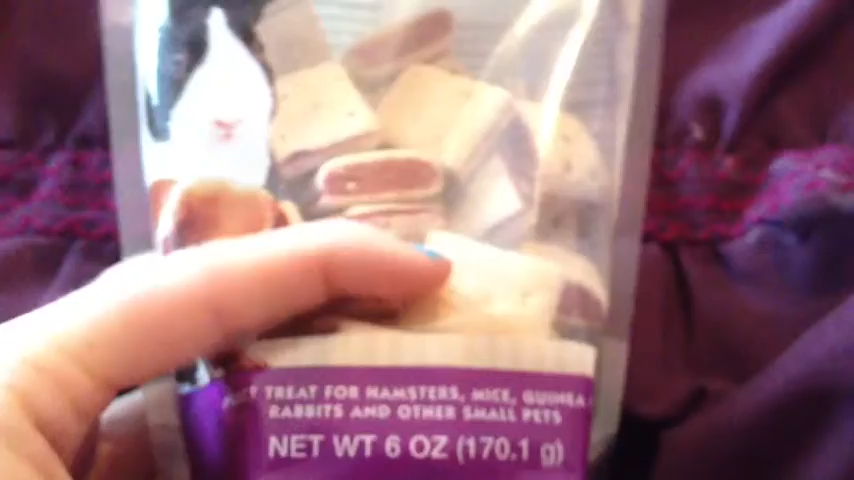 TREAT FOR HAMSTERS, MICE, GUINEA
RABBITS AND OTHER SMALL PETS
NET WT 6 OZ (170.1 g)